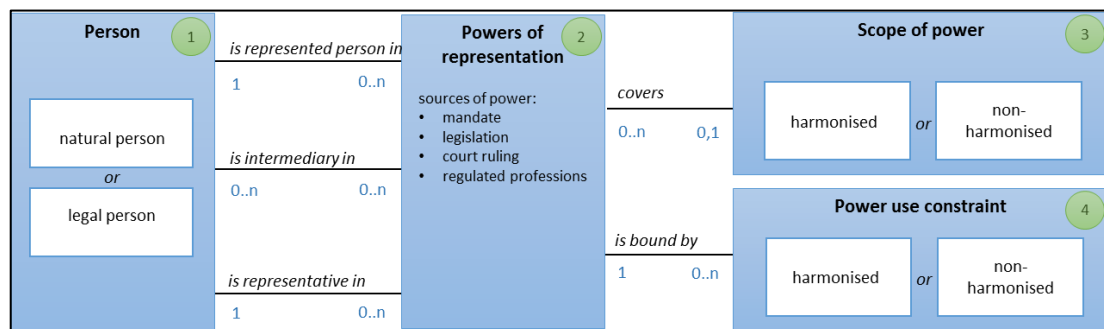 Person
1
natural person
or
legal person
is represented person in
1 0..n
is intermediary in
0..n 0..n
is representative in
1 0..n
Powers of
representation
2
sources of power:
• mandate
• legislation
• court ruling
• regulated professions
covers
0..n 0,1
is bound by
1 0..n
Scope of power
3
harmonised
or
non-
harmonised
Power use constraint
4
harmonised
or
non-
harmonised